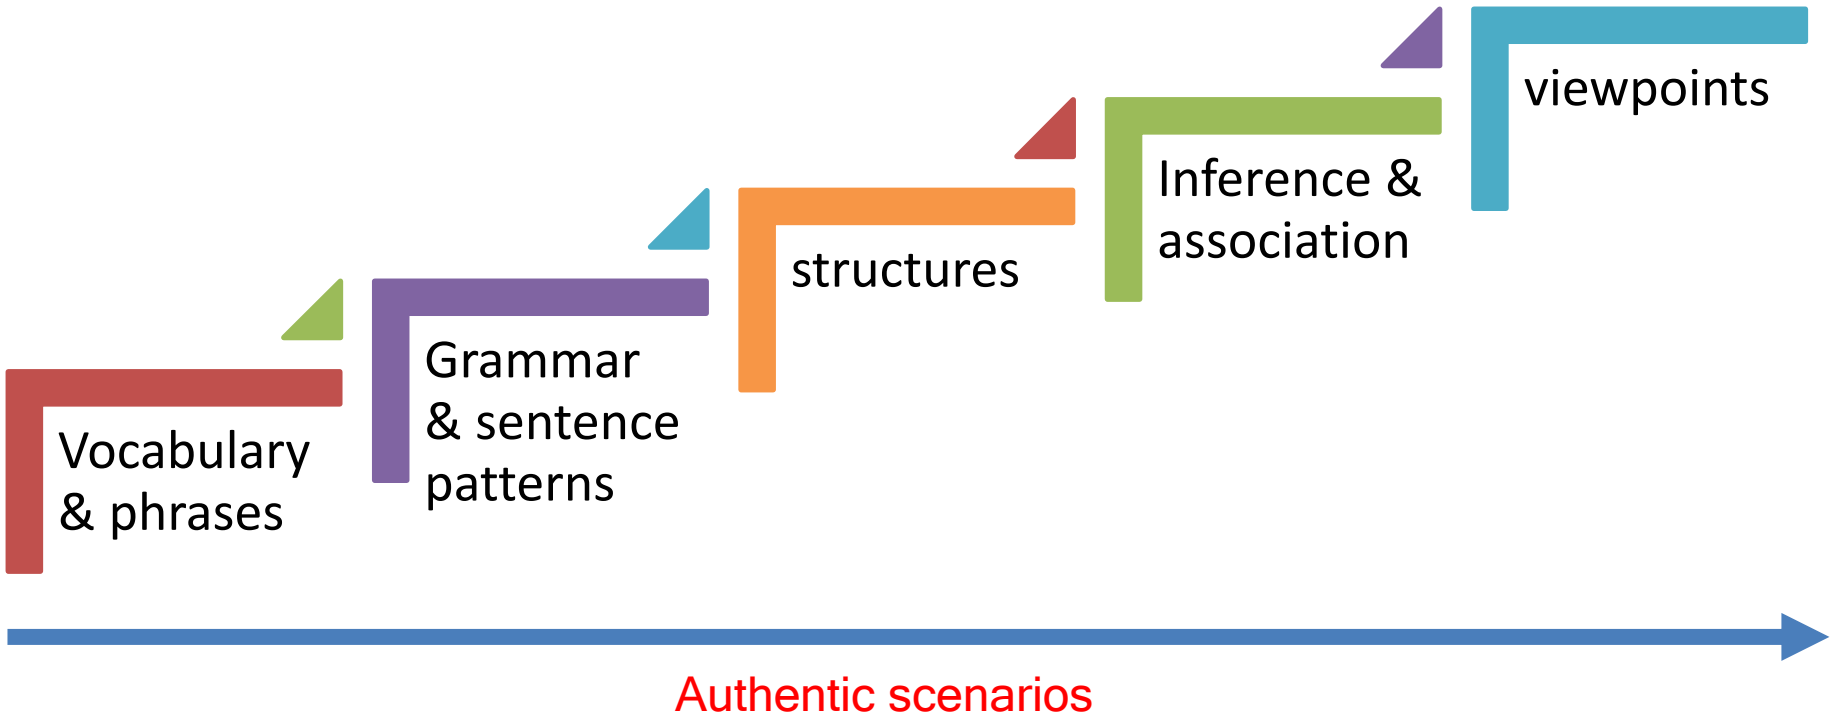 Vocabulary
& phrases
Grammar
& sentence
patterns
structures
Inference &
association
viewpoints
Authentic scenarios